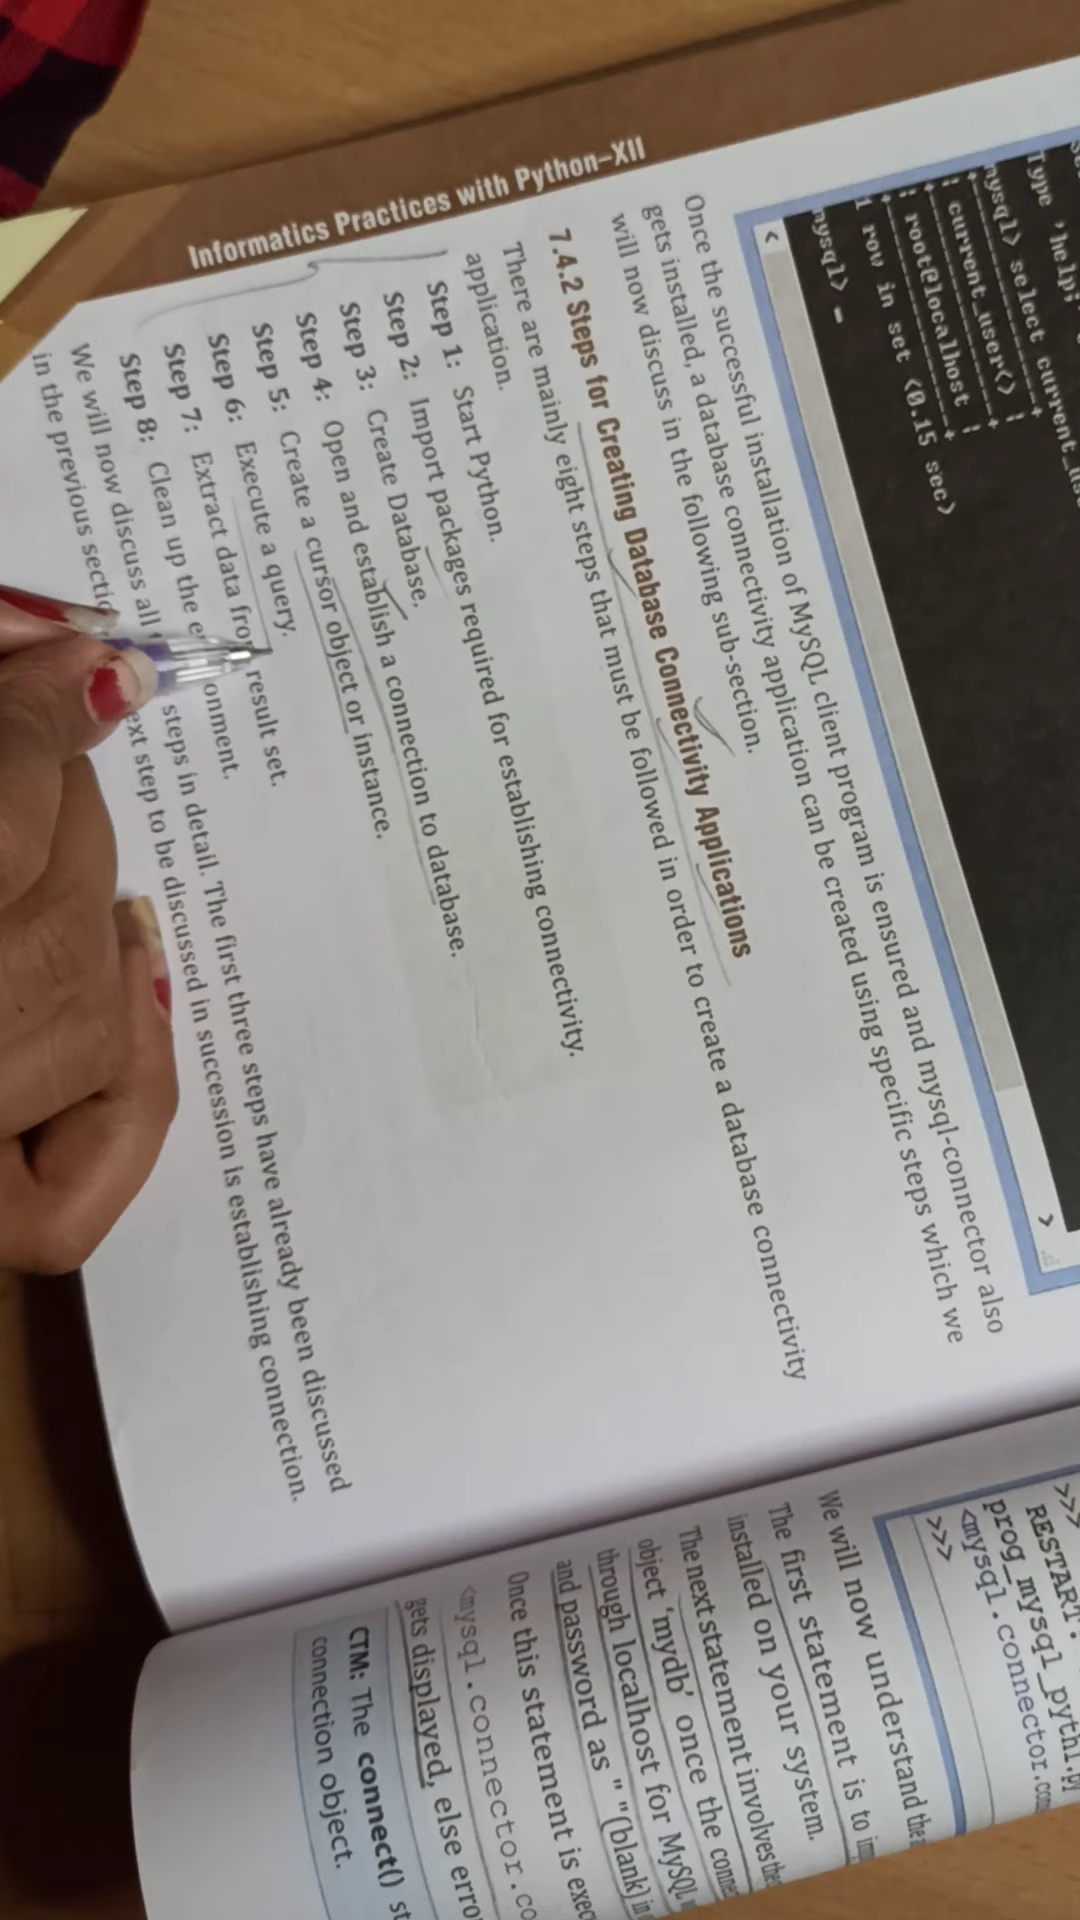 Type 'help;
mysql> select current_us
current_user()
root@localhost
1 row in set (0.15 sec)
mysql> -
Once the successful installation of MySQL client program is ensured and mysql-connector also
gets installed, a database connectivity application can be created using specific steps which we
will now discuss in the following sub-section.
7.4.2 Steps for Creating Database Connectivity Applications
There are mainly eight steps that must be followed in order to create a database connectivity
application.
Step 1: Start Python.
Step 2: Import packages required for establishing connectivity.
Step 3: Create Database.
Step 4: Open and establish a connection to database.
Step 5: Create a cursor object or instance.
Step 6: Execute a query.
Step 7: Extract data from result set.
Step 8: Clean up the e onment.
We will now discuss all steps in detail. The first three steps have already been discussed
in the previous sectio ext step to be discussed in succession is establishing connection.
Informatics Practices with Python–XII
>>>
RESTART:
prog_mysql_pyth1.py
<mysql.connector.con
>>>
We will now understand the
The first statement is to im
installed on your system.
The next statement involves the
object 'mydb' once the connec
through localhost for MySQL
and password as ""(blank) in
Once this statement is exec
<mysql.connector.co
gets displayed, else erro
CTM: The connect() st
connection object.